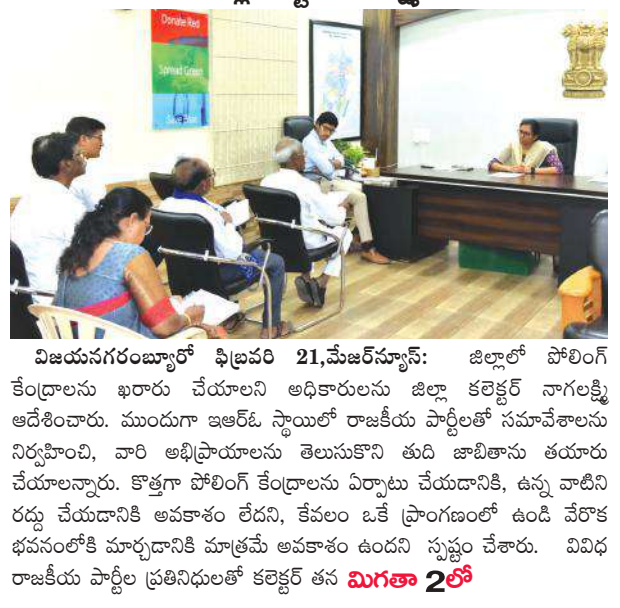 Donate Red
Spread Green
Save Blue
విజయనగరంబ్యూరో ఫిబ్రవరి 21,మేజర్‌న్యూస్: జిల్లాలో పోలింగ్
కేంద్రాలను ఖరారు చేయాలని అధికారులను జిల్లా కలెక్టర్ నాగలక్ష్మి
ఆదేశించారు. ముందుగా ఇఆర్ఓ స్థాయిలో రాజకీయ పార్టీలతో సమావేశాలను
నిర్వహించి, వారి అభిప్రాయాలను తెలుసుకొని తుది జాబితాను తయారు
చేయాలన్నారు. కొత్తగా పోలింగ్ కేంద్రాలను ఏర్పాటు చేయడానికి, ఉన్న వాటిని
రద్దు చేయడానికి అవకాశం లేదని, కేవలం ఒకే ప్రాంగణంలో ఉండి వేరొక
భవనంలోకి మార్చడానికి మాత్రమే అవకాశం ఉందని స్పష్టం చేశారు. వివిధ
రాజకీయ పార్టీల ప్రతినిధులతో కలెక్టర్ తన మిగతా 2లో